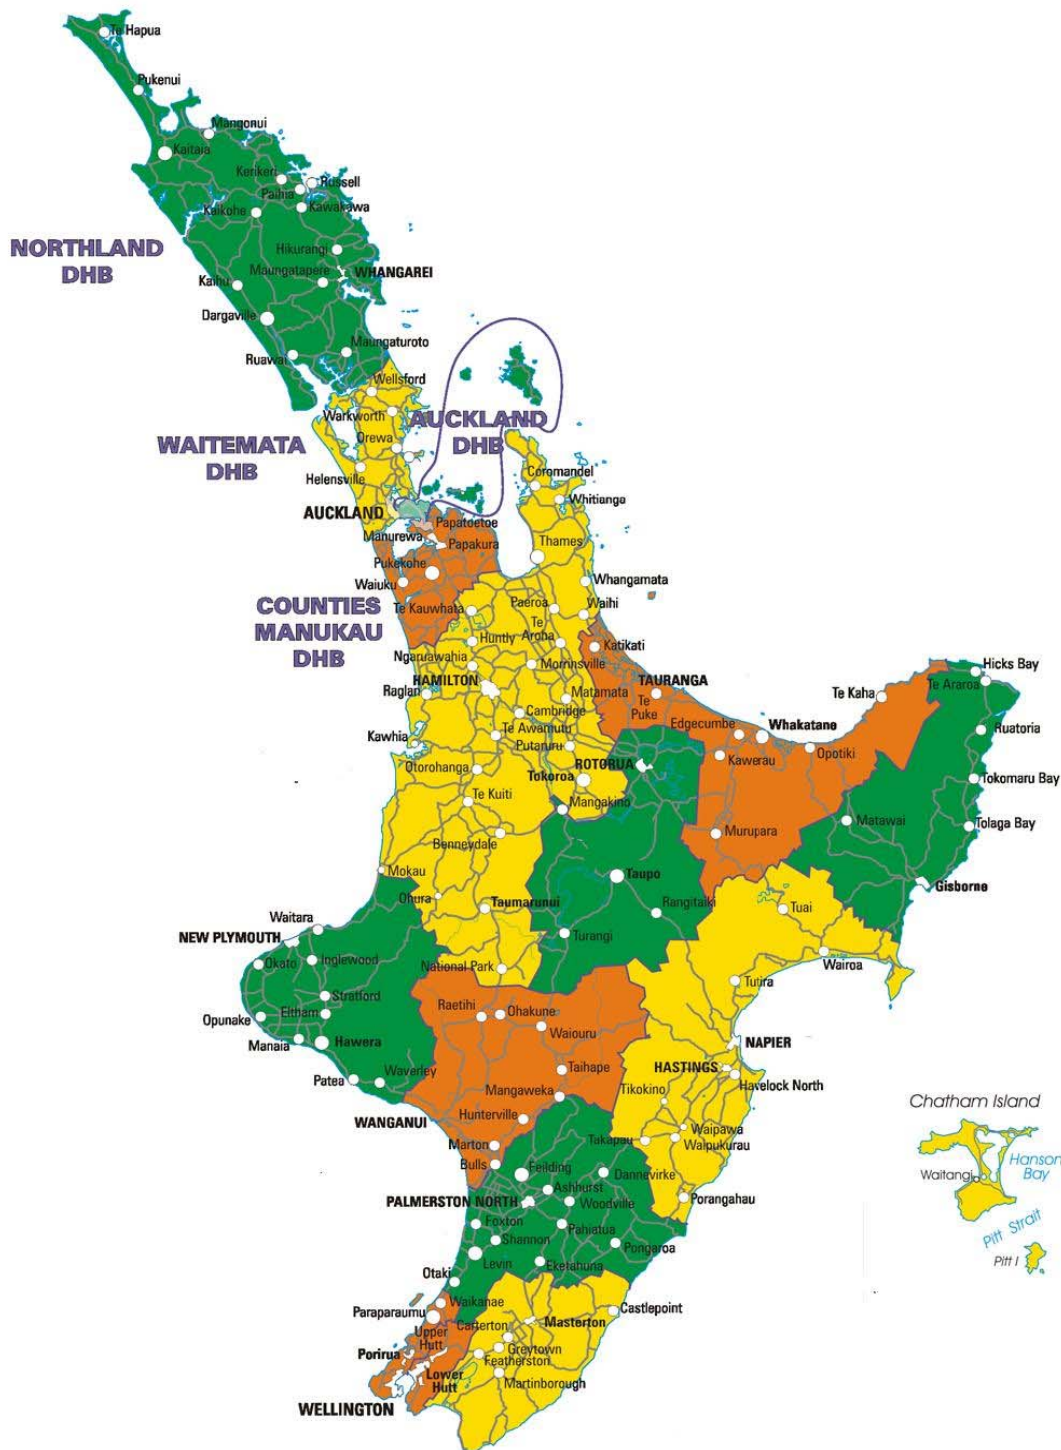 Te Hapua
Pukenui
Mangonui
Kaitaia
Kerikeri
Russell
Paihia
Kaikohe
Kawakawa
NORTHLAND
DHB
Hikurangi
Maungatapere
WHANGAREI
Kaihu
Dargaville
Ruawai
Maungaturoto
Wellsford
Warkworth
AUCKLAND
DHB
Orewa
WAITEMATA
DHB
Helensville
Coromandel
Whitianga
AUCKLAND
Papatoetoe
Manurewa
Papakura
Thames
Pukekohe
Waiuku
Whangamata
COUNTIES
MANUKAU
DHB
Te Kauwhata
Paeroa
Waihi
Te
Aroha
Huntly
Katikati
Ngaruawahia
Morrinsville
HAMILTON
TAURANGA
Raglan
Matamata
Te
Puke
Te Kaha
Hicks Bay
Te Araroa
Cambridge
Edgecumbe
Whakatane
Ruatoria
Kawhia
Te Awamutu
Putaruru
Kawerau
Opotiki
Otorohanga
ROTORUA
Tokoroa
Tokomaru Bay
Te Kuiti
Mangakino
Matawai
Tolaga Bay
Benneydale
Murupara
Mokau
Taupo
Gisborne
Ohura
Taumarunui
Rangitaiki
Tuai
Waitara
NEW PLYMOUTH
Turangi
Okato
Inglewood
National Park
Wairoa
Tutira
Stratford
Opunake
Eltham
Raetihi
Ohakune
Waiouru
Manaia
Hawera
NAPIER
HASTINGS
Taihape
Havelock North
Patea
Waverley
Mangaweka
Tikokino
WANGANUI
Hunterville
Waipawa
Takapau
Waipukurau
Marton
Bulls
Feilding
Dannevirke
Ashhurst
PALMERSTON NORTH
Woodville
Porangahau
Foxton
Pahiatua
Shannon
Pongaroa
Levin
Eketahuna
Otaki
Waikanae
Castlepoint
Paraparaumu
Carterton
Masterton
Upper
Hutt
Greytown
Porirua
Featherston
Lower
Hutt
Martinborough
WELLINGTON
Chatham Island
Hanson
Bay
Waitangi
Pitt Strait
Pitt I